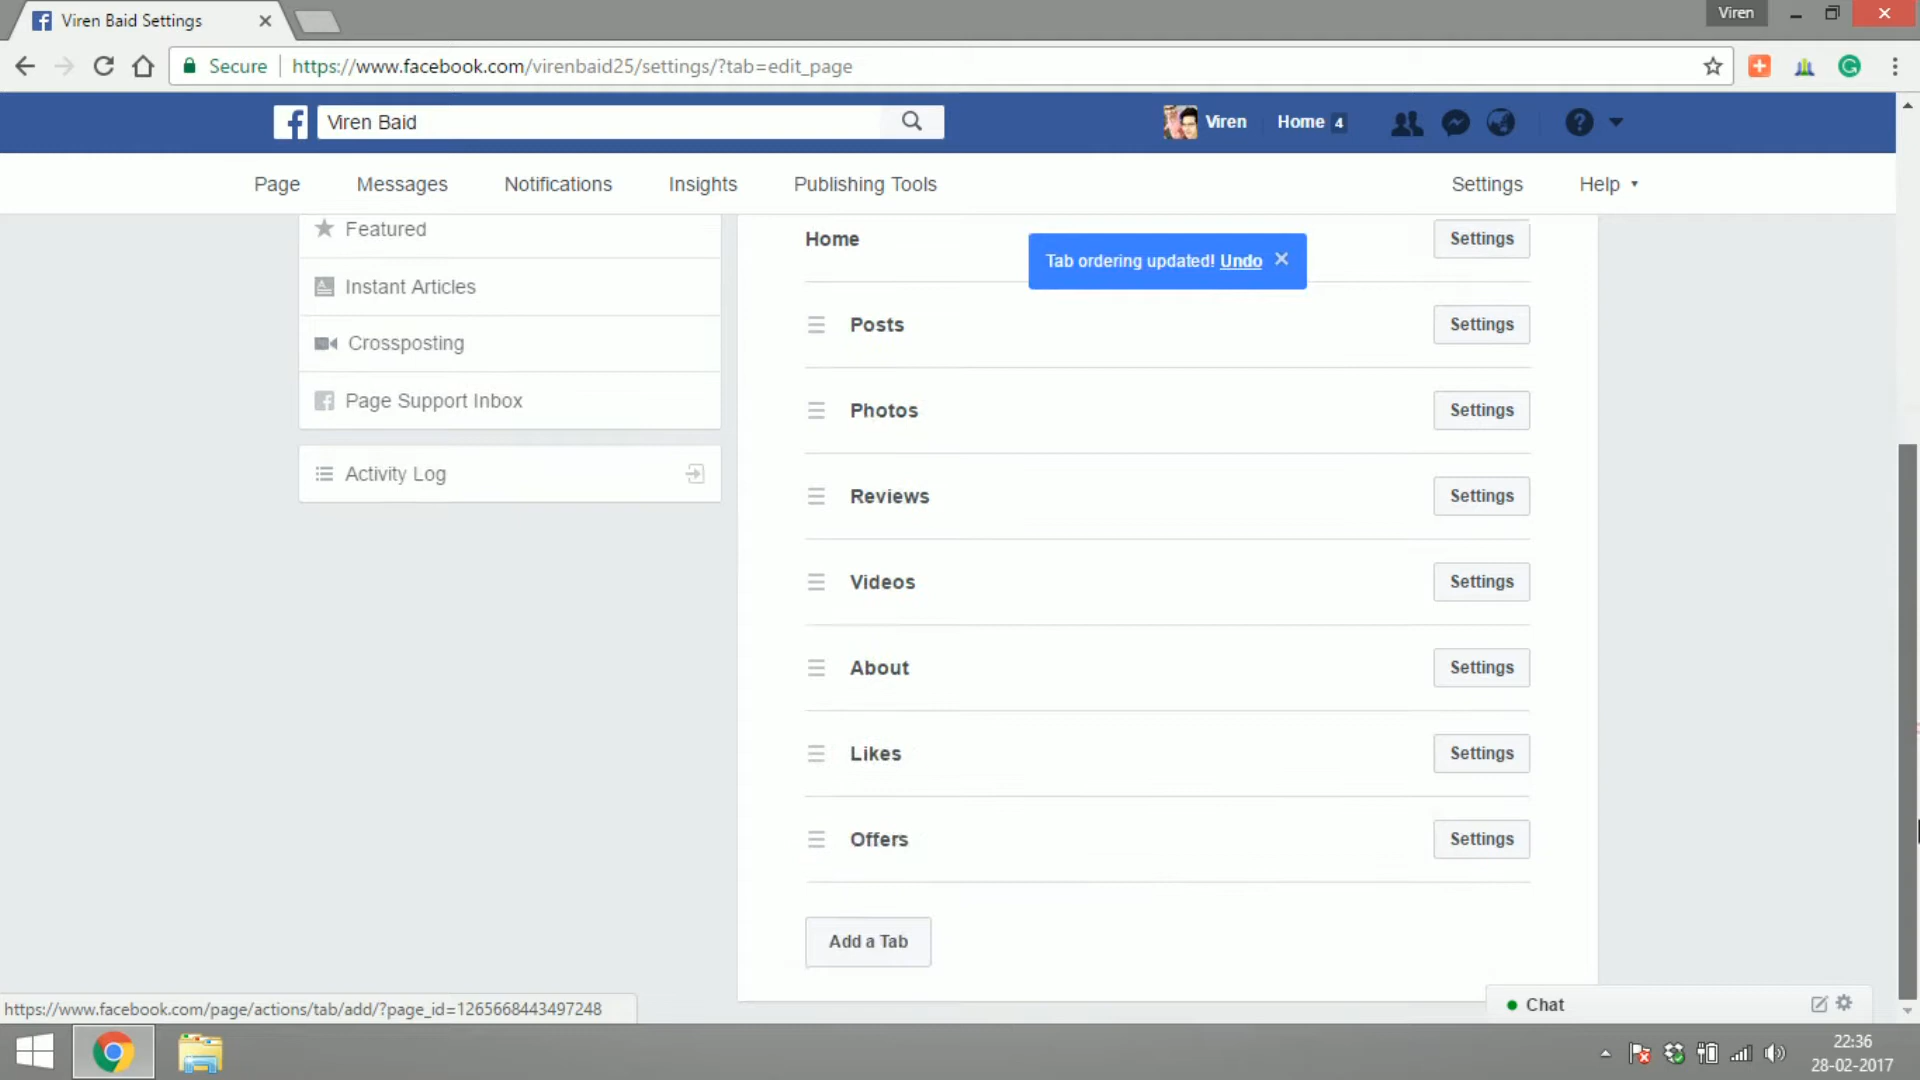 Viren Baid Settings
Viren
Secure
https://www.facebook.com/virenbaid25/settings/?tab=edit_page
Viren Baid
Viren
Home 4
Page
Messages
Notifications
Insights
Publishing Tools
Settings
Help
Featured
Instant Articles
Crossposting
Page Support Inbox
Activity Log
Home
Settings
Tab ordering updated! Undo
Posts
Settings
Photos
Settings
Reviews
Settings
Videos
Settings
About
Settings
Likes
Settings
Offers
Settings
Add a Tab
https://www.facebook.com/page/actions/tab/add/?page_id=1265668443497248
Chat
22:36
28-02-2017